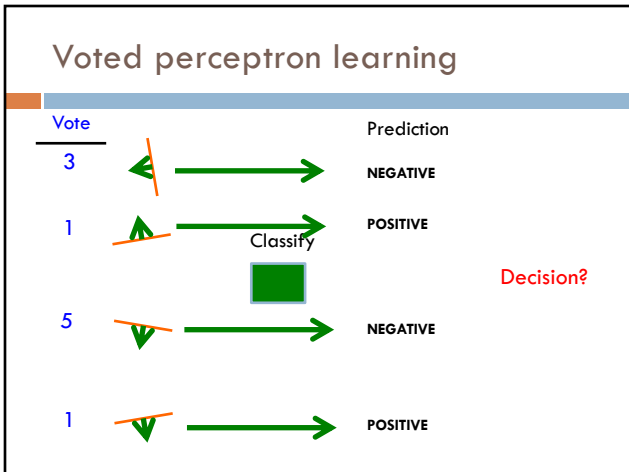 Voted perceptron learning
Vote
Prediction
3
NEGATIVE
1
POSITIVE
Classify
Decision?
5
NEGATIVE
1
POSITIVE